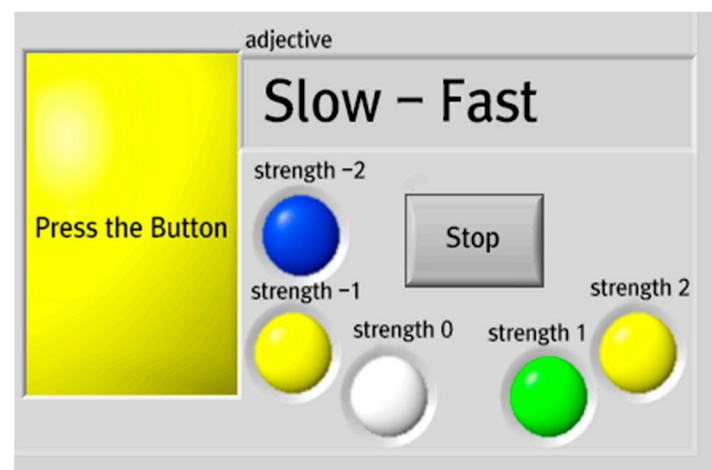 adjective
Slow – Fast
strength –2
Press the Button
Stop
strength –1
strength 2
strength 0
strength 1